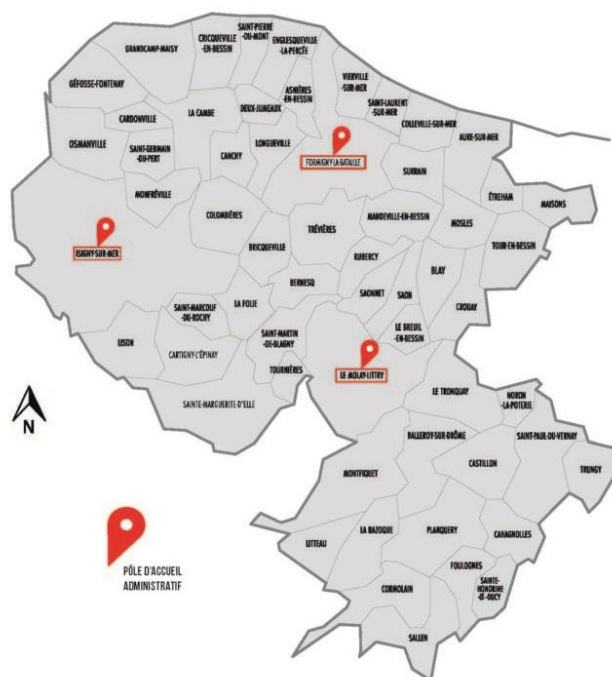 SAINT-PIERRE
-DU-MONT
CRICQUEVILLE
-EN-BESSIN
ENGLESQUEVILLE
-LA-PERCÉE
GRANDCAMP-MAISY
VIERVILLE
-SUR-MER
GÉFOSSE-FONTENAY
ASNIÈRES
-EN-BESSIN
SAINT-LAURENT
-SUR-MER
DEUX-JUMEAUX
LA CAMBE
CARDONVILLE
COLLEVILLE-SUR-MER
AURE-SUR-MER
OSMANVILLE
SAINT-GERMAIN
-DU-PERT
CANCHY
LONGUEVILLE
FORMIGNY-LA-BATAILLE
SURRAIN
MONFRÉVILLE
ÉTREHAM
MAISONS
COLOMBIÈRES
MANDEVILLE-EN-BESSIN
MOSLES
TRÉVIÈRES
BRICQUEVILLE
TOUR-EN-BESSIN
ISIGNY-SUR-MER
RUBERCY
BLAY
BERNESQ
SAONNET
SAON
CROUAY
LA FOLIE
SAINT-MARCOUF
-DU-ROCHY
LE BREUIL
-EN-BESSIN
SAINT-MARTIN
-DE-BLAGNY
LISON
CARTIGNY-L'ÉPINAY
TOURNIÈRES
LE MOLAY-LITTRY
LE TRONQUAY
NORON
-LA-POTERIE
SAINTE-MARGUERITE-D'ELLE
N
BALLEROY-SUR-DRÔME
SAINT-PAUL-DU-VERNAY
CASTILLON
TRUNGY
MONTFIQUET
LA BAZOQUE
PLANQUERY
CAHAGNOLLES
LITTEAU
FOULOGNES
SAINTE-
HONORINE
-DE-DUCY
CORMOLAIN
SALLEN
PÔLE D'ACCUEIL
ADMINISTRATIF